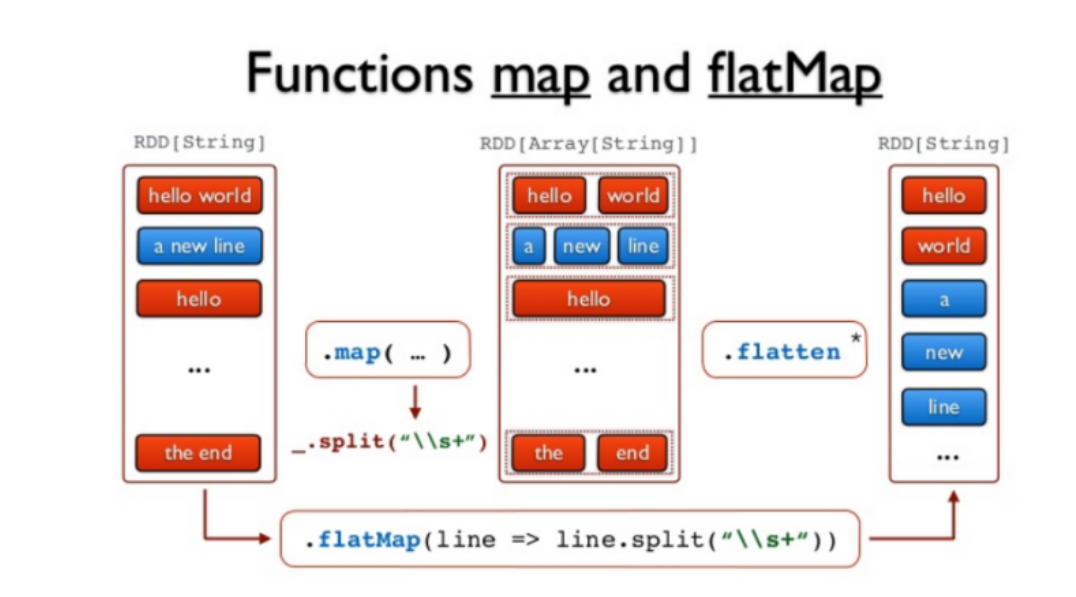 Functions map and flatMap
RDD[String]
hello world
a new line
hello
...
the end
.map( … )
_.split(“\\s+”)
RDD[Array[String]]
hello world
a new line
hello
...
the end
.flatten *
RDD[String]
hello
world
a
new
line
...
.flatMap(line => line.split(“\\s+“))